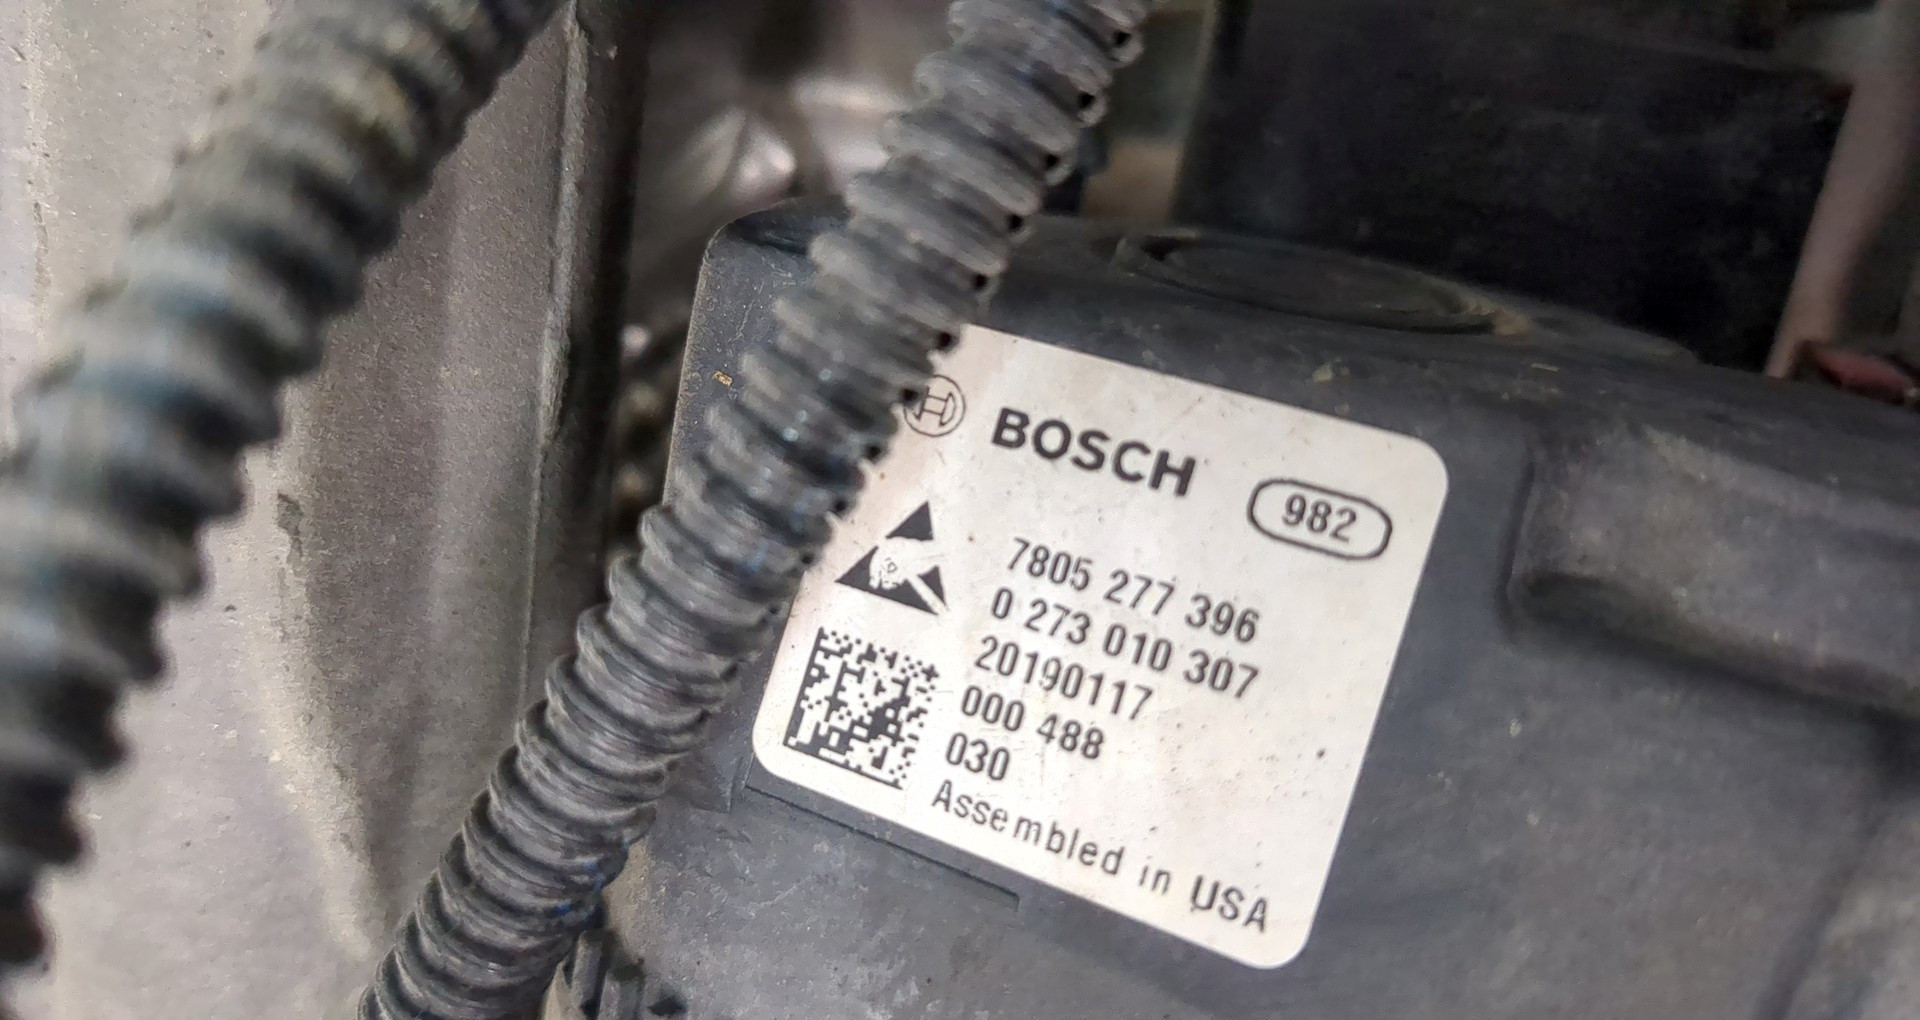 BOSCH
982
7805 277 396
0 273 010 307
20190117
000 488
030
Assembled in USA